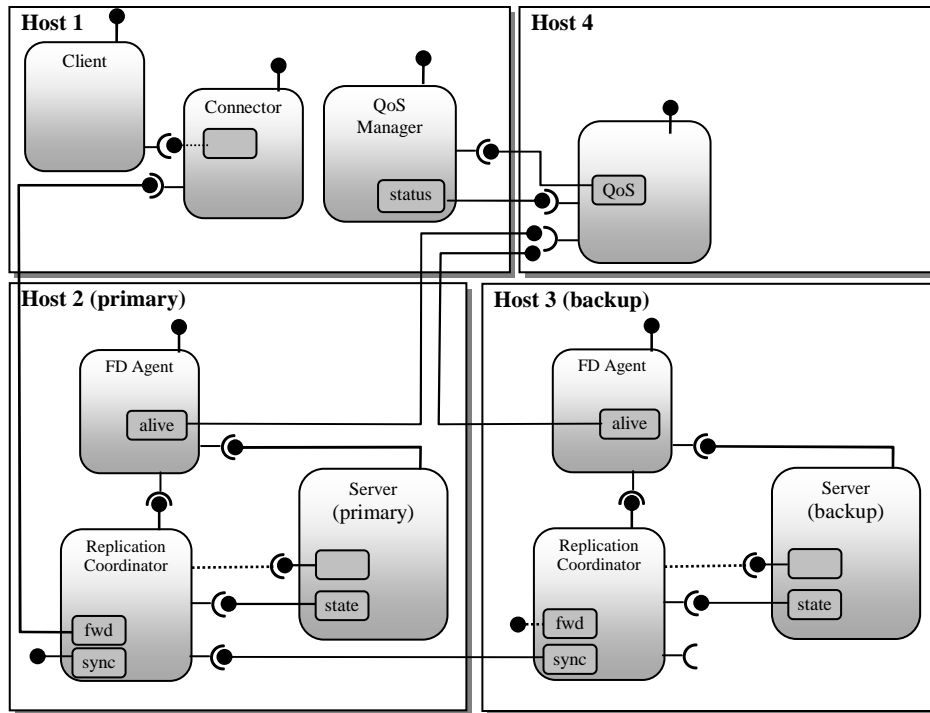 Host 1
Client
Connector
QoS
Manager
status
Host 4
QoS
Host 2 (primary)
FD Agent
alive
Server
(primary)
Replication
Coordinator
state
fwd
sync
Host 3 (backup)
FD Agent
alive
Server
(backup)
Replication
Coordinator
state
fwd
sync